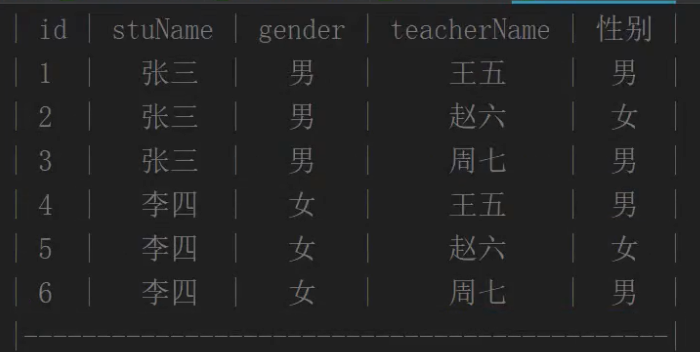 | id | stuName | gender | teacherName | 性别 |
| 1 | 张三 | 男 | 王五 | 男 |
| 2 | 张三 | 男 | 赵六 | 女 |
| 3 | 张三 | 男 | 周七 | 男 |
| 4 | 李四 | 女 | 王五 | 男 |
| 5 | 李四 | 女 | 赵六 | 女 |
| 6 | 李四 | 女 | 周七 | 男 |
|--------------------------------------------|